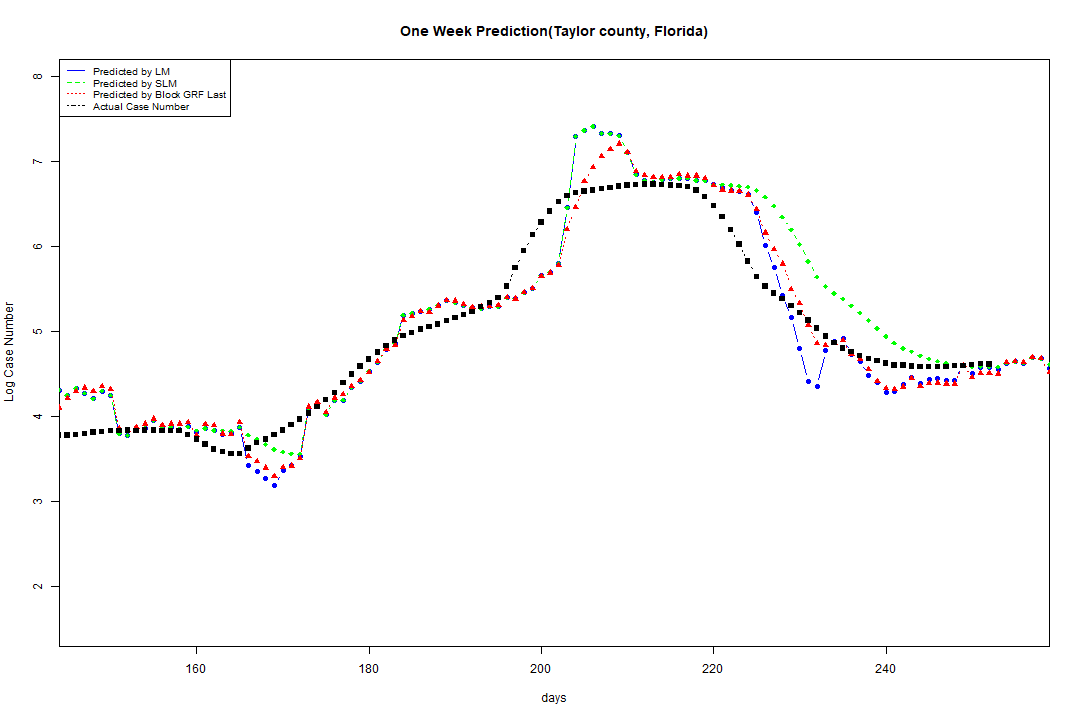 One Week Prediction(Taylor county, Florida)
Predicted by LM
Predicted by SLM
Predicted by Block GRF Last
Actual Case Number
8
7
6
5
4
3
2
Log Case Number
160 180 200 220 240
days